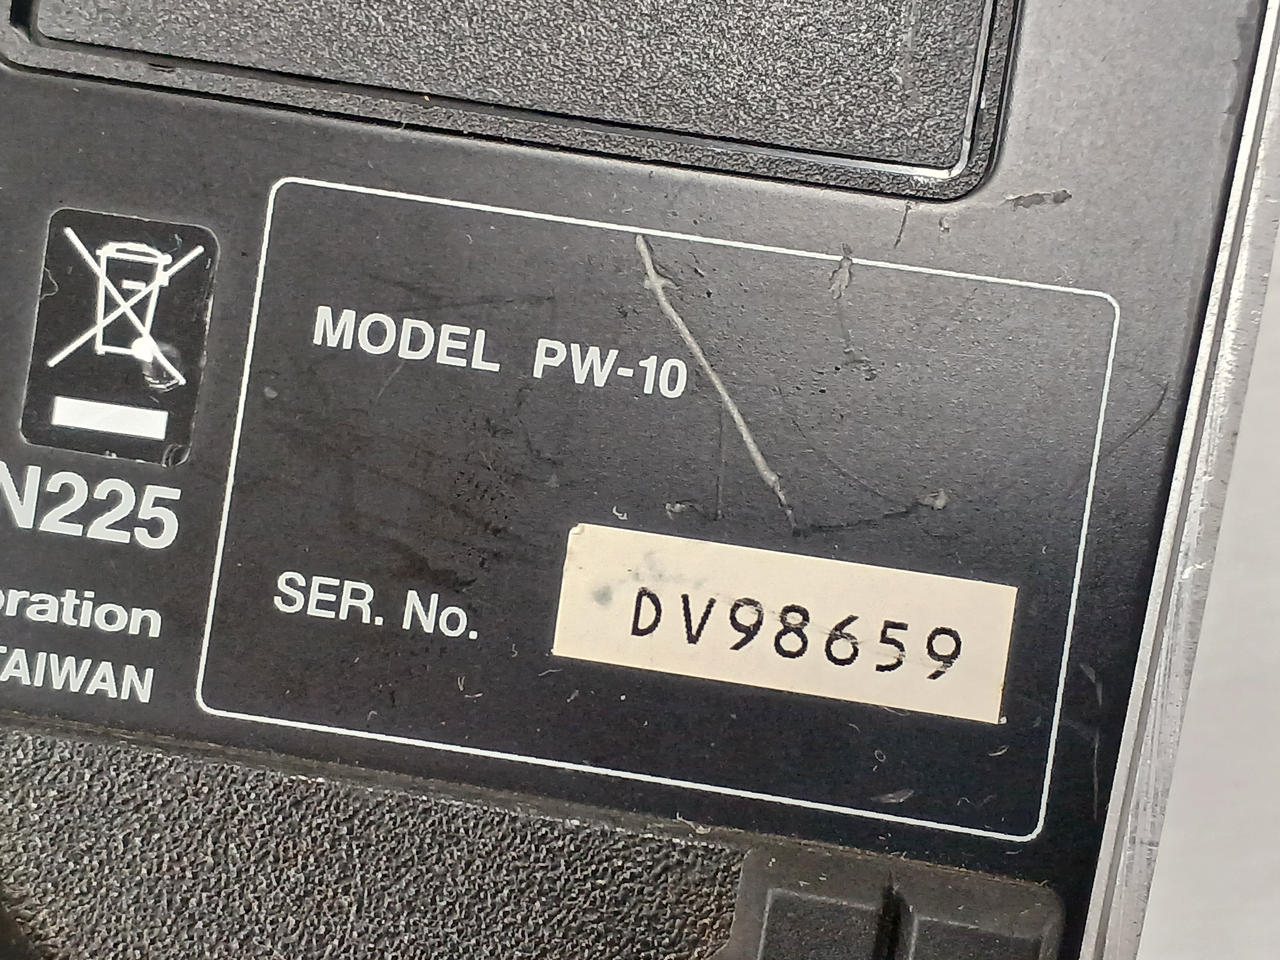 MODEL PW-10
N225
SER. No. DV98659
oration
TAIWAN